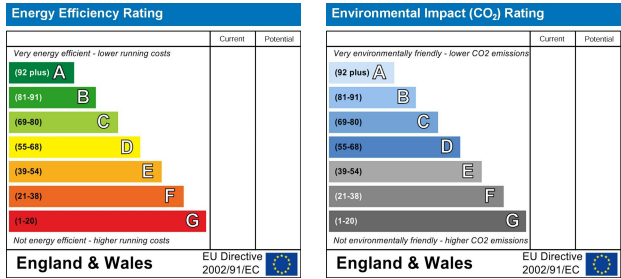 Energy Efficiency Rating
Current Potential
Very energy efficient - lower running costs
(92 plus) A
(81-91) B
(69-80) C
(55-68) D
(39-54) E
(21-38) F
(1-20) G
Not energy efficient - higher running costs
England & Wales
EU Directive
2002/91/EC
Environmental Impact (CO₂) Rating
Current Potential
Very environmentally friendly - lower CO2 emissions
(92 plus) A
(81-91) B
(69-80) C
(55-68) D
(39-54) E
(21-38) F
(1-20) G
Not environmentally friendly - higher CO2 emissions
England & Wales
EU Directive
2002/91/EC